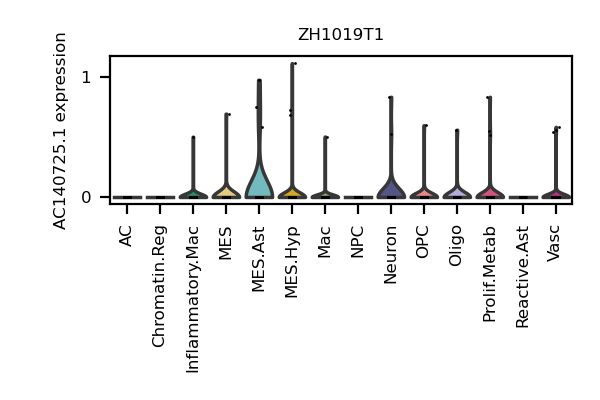 ZH1019T1
AC140725.1 expression
1
0
AC
Chromatin.Reg
Inflammatory.Mac
MES
MES.Ast
MES.Hyp
Mac
NPC
Neuron
OPC
Oligo
Prolif.Metab
Reactive.Ast
Vasc